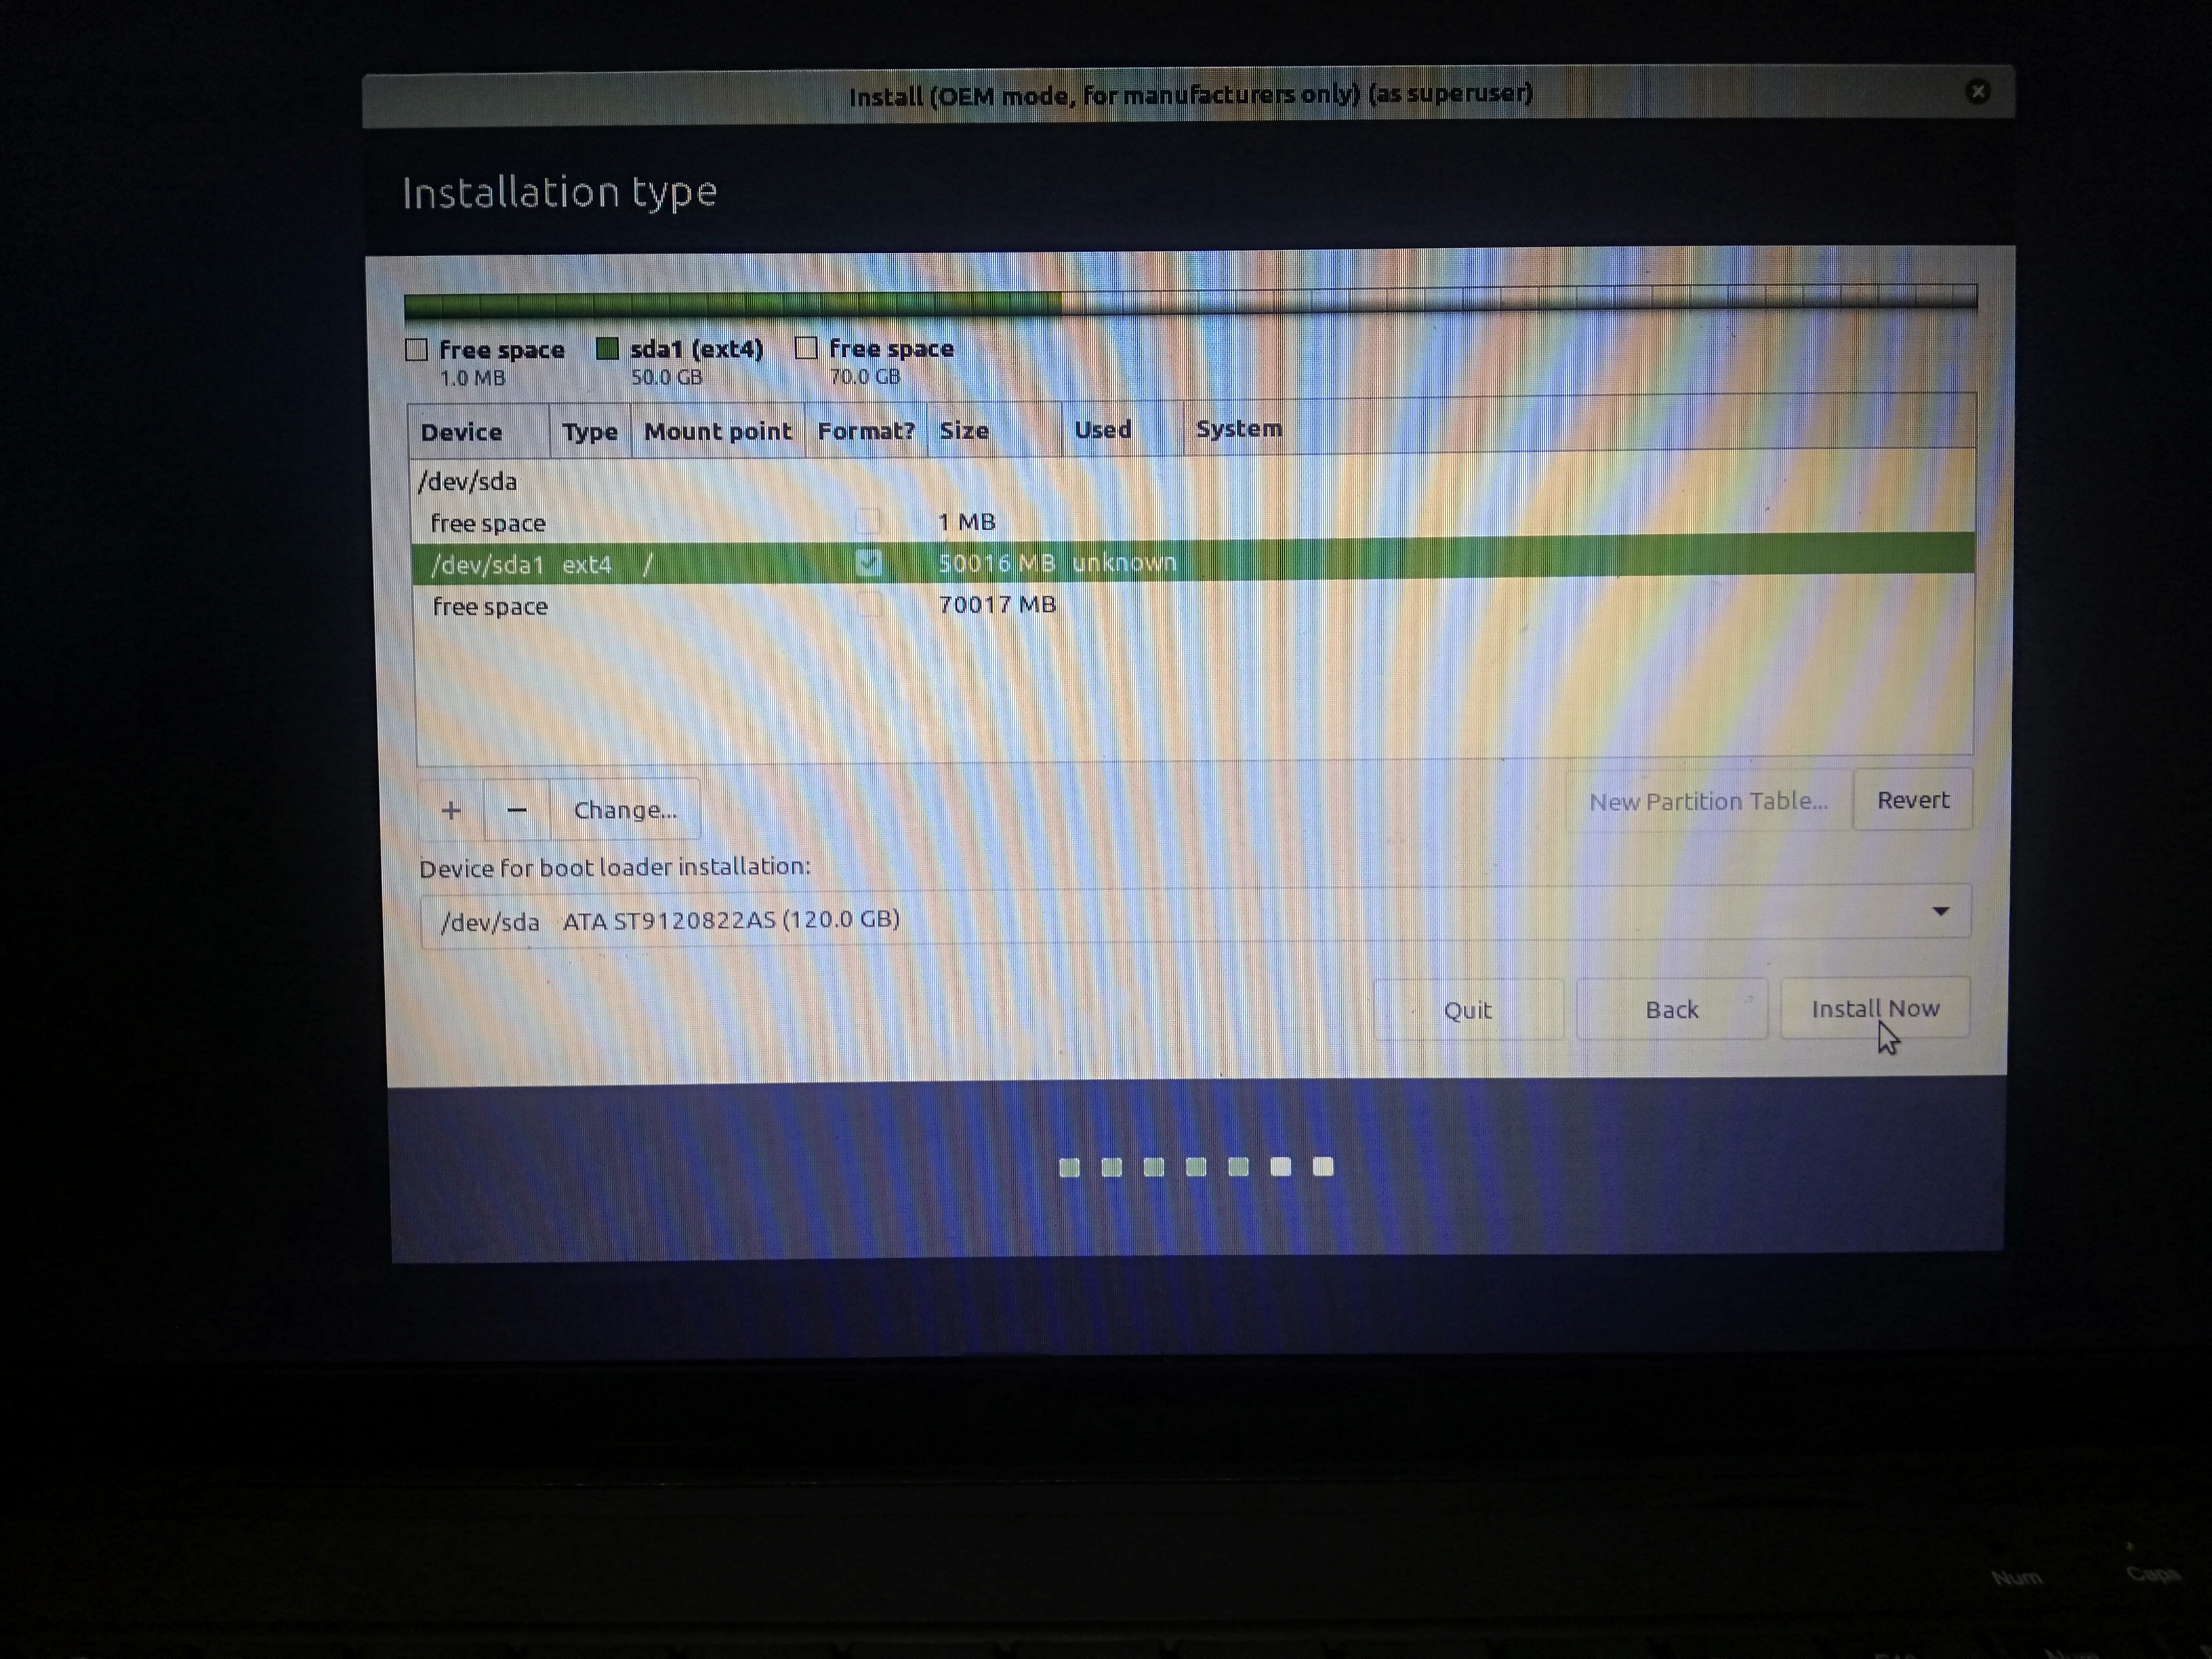 Install (OEM mode, for manufacturers only) (as superuser)
Installation type
free space sda1 (ext4) free space
1.0 MB 50.0 GB 70.0 GB
Device Type Mount point Format? Size Used System
/dev/sda
free space 1 MB
/dev/sda1 ext4 / 50016 MB unknown
free space 70017 MB
+ − Change... New Partition Table... Revert
Device for boot loader installation:
/dev/sda ATA ST9120822AS (120.0 GB)
Quit Back Install Now
Num Caps